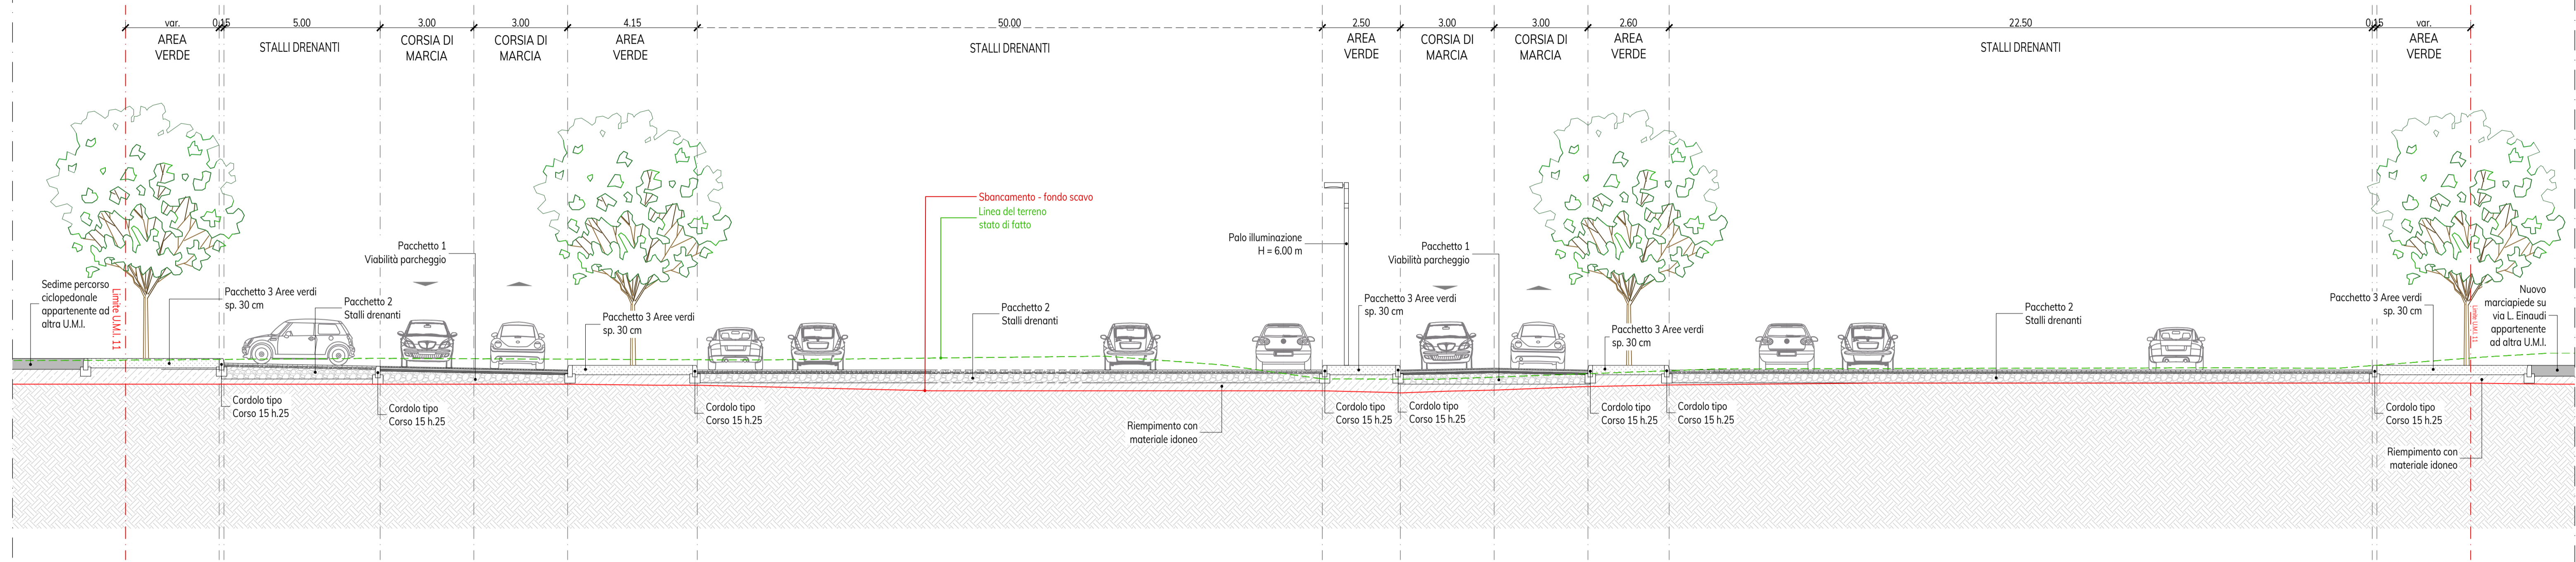 var.
0.15
5.00
3.00
3.00
4.15
50.00
2.50
3.00
3.00
2.60
22.50
0.15
var.
AREA
VERDE
STALLI DRENANTI
CORSIA DI
MARCIA
CORSIA DI
MARCIA
AREA
VERDE
STALLI DRENANTI
AREA
VERDE
CORSIA DI
MARCIA
CORSIA DI
MARCIA
AREA
VERDE
STALLI DRENANTI
AREA
VERDE
Sbancamento - fondo scavo
Linea del terreno
stato di fatto
Pacchetto 1
Viabilità parcheggio
Palo illuminazione
H = 6.00 m
Pacchetto 1
Viabilità parcheggio
Sedime percorso
ciclopedonale
appartenente ad
altra U.M.I.
Limite U.M.I. 11
Pacchetto 3 Aree verdi
sp. 30 cm
Pacchetto 2
Stalli drenanti
Pacchetto 3 Aree verdi
sp. 30 cm
Pacchetto 2
Stalli drenanti
Pacchetto 3 Aree verdi
sp. 30 cm
Pacchetto 3 Aree verdi
sp. 30 cm
Pacchetto 2
Stalli drenanti
Pacchetto 3 Aree verdi
sp. 30 cm
Limite U.M.I. 11
Nuovo
marciapiede su
via L. Einaudi
appartenente
ad altra U.M.I.
Cordolo tipo
Corso 15 h.25
Cordolo tipo
Corso 15 h.25
Cordolo tipo
Corso 15 h.25
Riempimento con
materiale idoneo
Cordolo tipo
Corso 15 h.25
Cordolo tipo
Corso 15 h.25
Cordolo tipo
Corso 15 h.25
Cordolo tipo
Corso 15 h.25
Cordolo tipo
Corso 15 h.25
Riempimento con
materiale idoneo